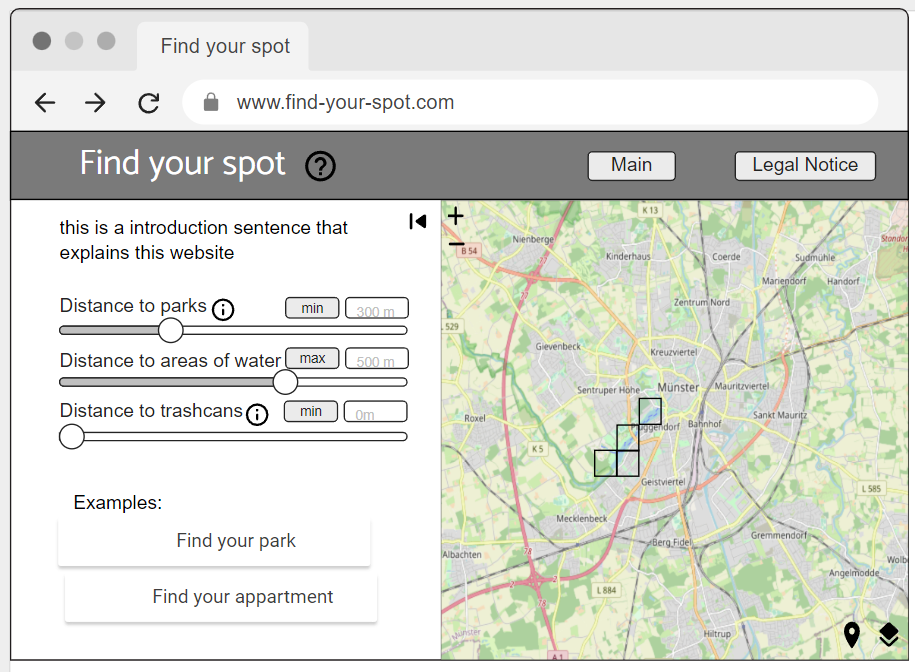 Find your spot
www.find-your-spot.com
Find your spot ?
Main
Legal Notice
this is a introduction sentence that
explains this website
Distance to parks i
min
300 m
Distance to areas of water
max
500 m
Distance to trashcans i
min
0m
Examples:
Find your park
Find your appartment
+
−
K 13
B 54
Nienberge
Kinderhaus
Coerde
Sudmühle
Mariendorf
Handorf
Zentrum Nord
L 529
Gievenbeck
Kreuzviertel
Sentruper Höhe
Münster
Mauritzviertel
Roxel
Pluggendorf
Bahnhof
Sankt Mauritz
K 5
Geistviertel
L 585
Mecklenbeck
Albachten
Berg Fidel
Gremmendorf
Angelmodde
L 884
Münster
Hiltrup
A 1